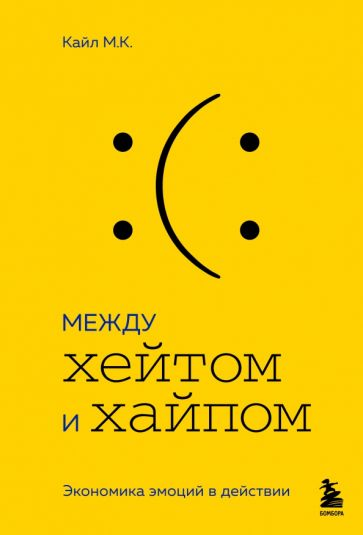 Кайл М.К.
:(:
МЕЖДУ
хейтом
и хайпом
Экономика эмоций в действии
БОМБОРА